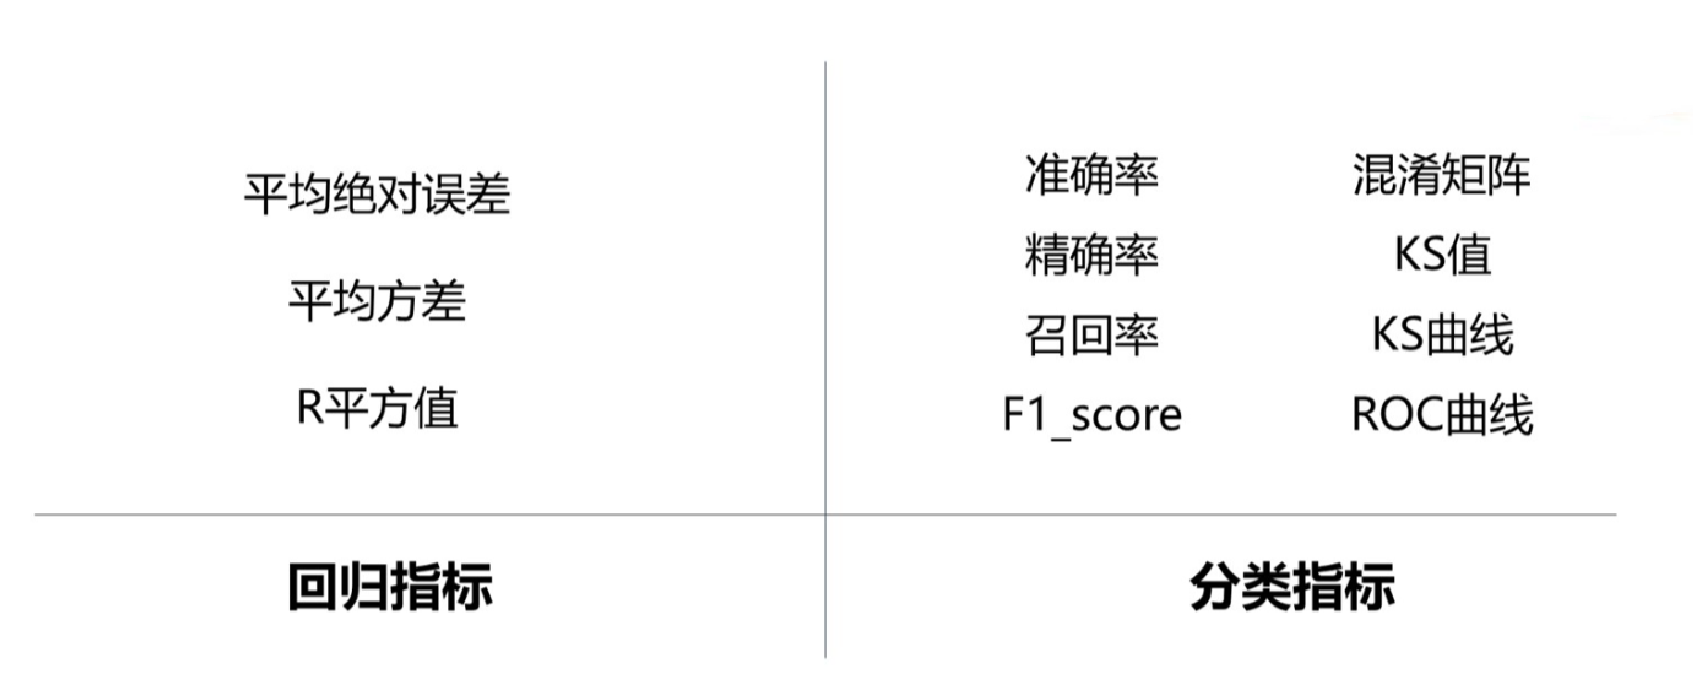 平均绝对误差
平均方差
R平方值
回归指标
准确率
精确率
召回率
F1_score
混淆矩阵
KS值
KS曲线
ROC曲线
分类指标